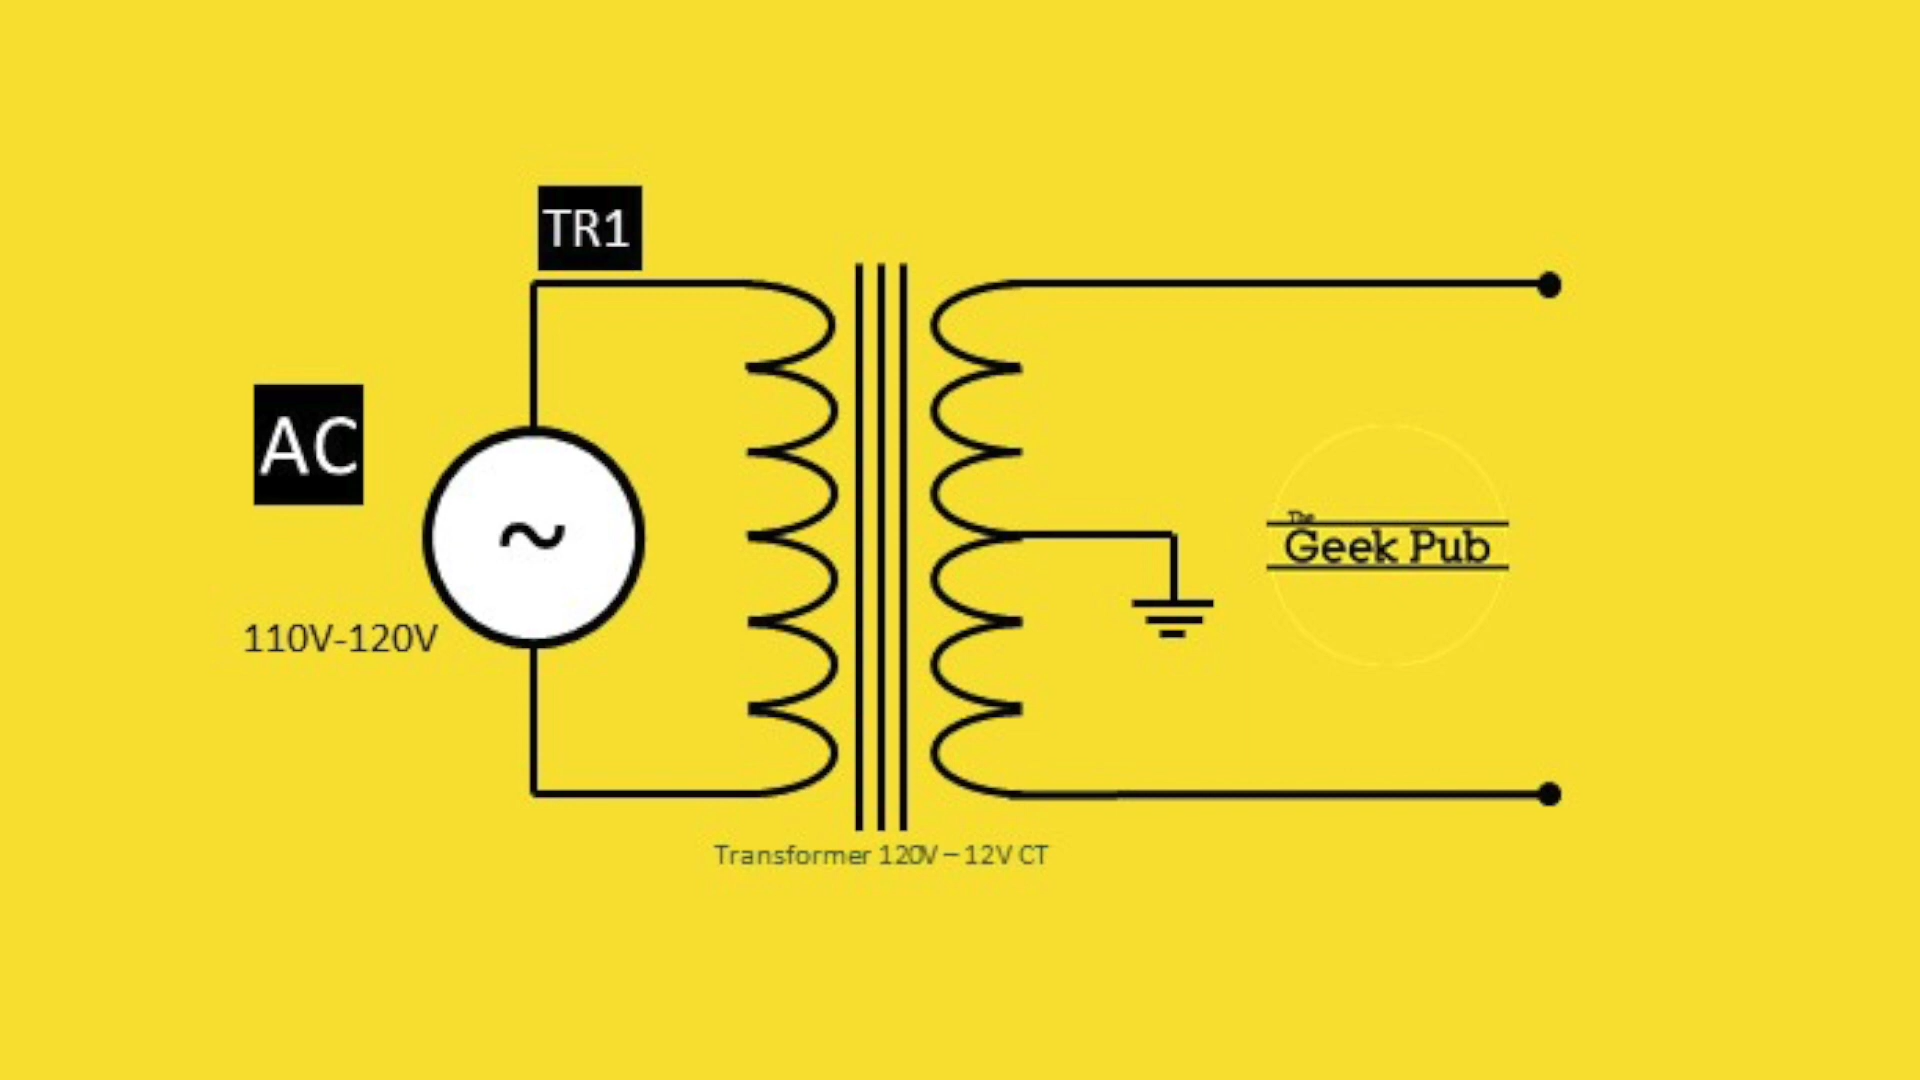 TR1
AC
~
110V-120V
The
Geek Pub
Transformer 120V – 12V CT